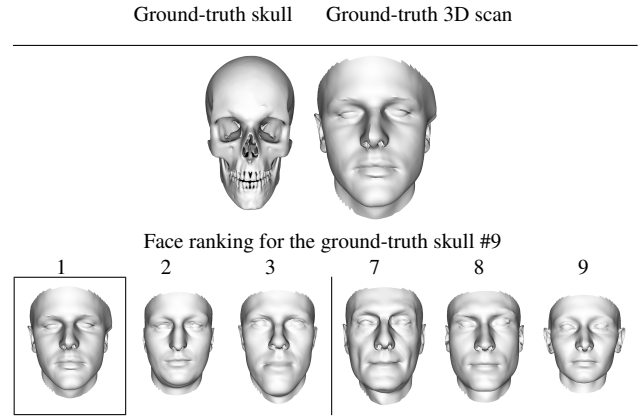 Ground-truth skull Ground-truth 3D scan
Face ranking for the ground-truth skull #9
1 2 3 7 8 9